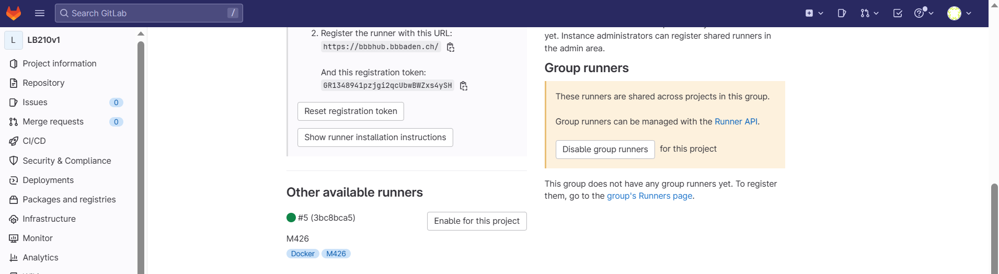 Search GitLab
/
L
LB210v1
Project information
Repository
Issues
0
Merge requests
0
CI/CD
Security & Compliance
Deployments
Packages and registries
Infrastructure
Monitor
Analytics
2. Register the runner with this URL:
https://bbbhub.bbbaden.ch/
And this registration token:
GR1348941pzjgi2qcUbwBWZxs4ySH
Reset registration token
Show runner installation instructions
Other available runners
#5 (3bc8bca5)
Enable for this project
M426
Docker
M426
yet. Instance administrators can register shared runners in
the admin area.
Group runners
These runners are shared across projects in this group.
Group runners can be managed with the Runner API.
Disable group runners
for this project
This group does not have any group runners yet. To register
them, go to the group's Runners page.